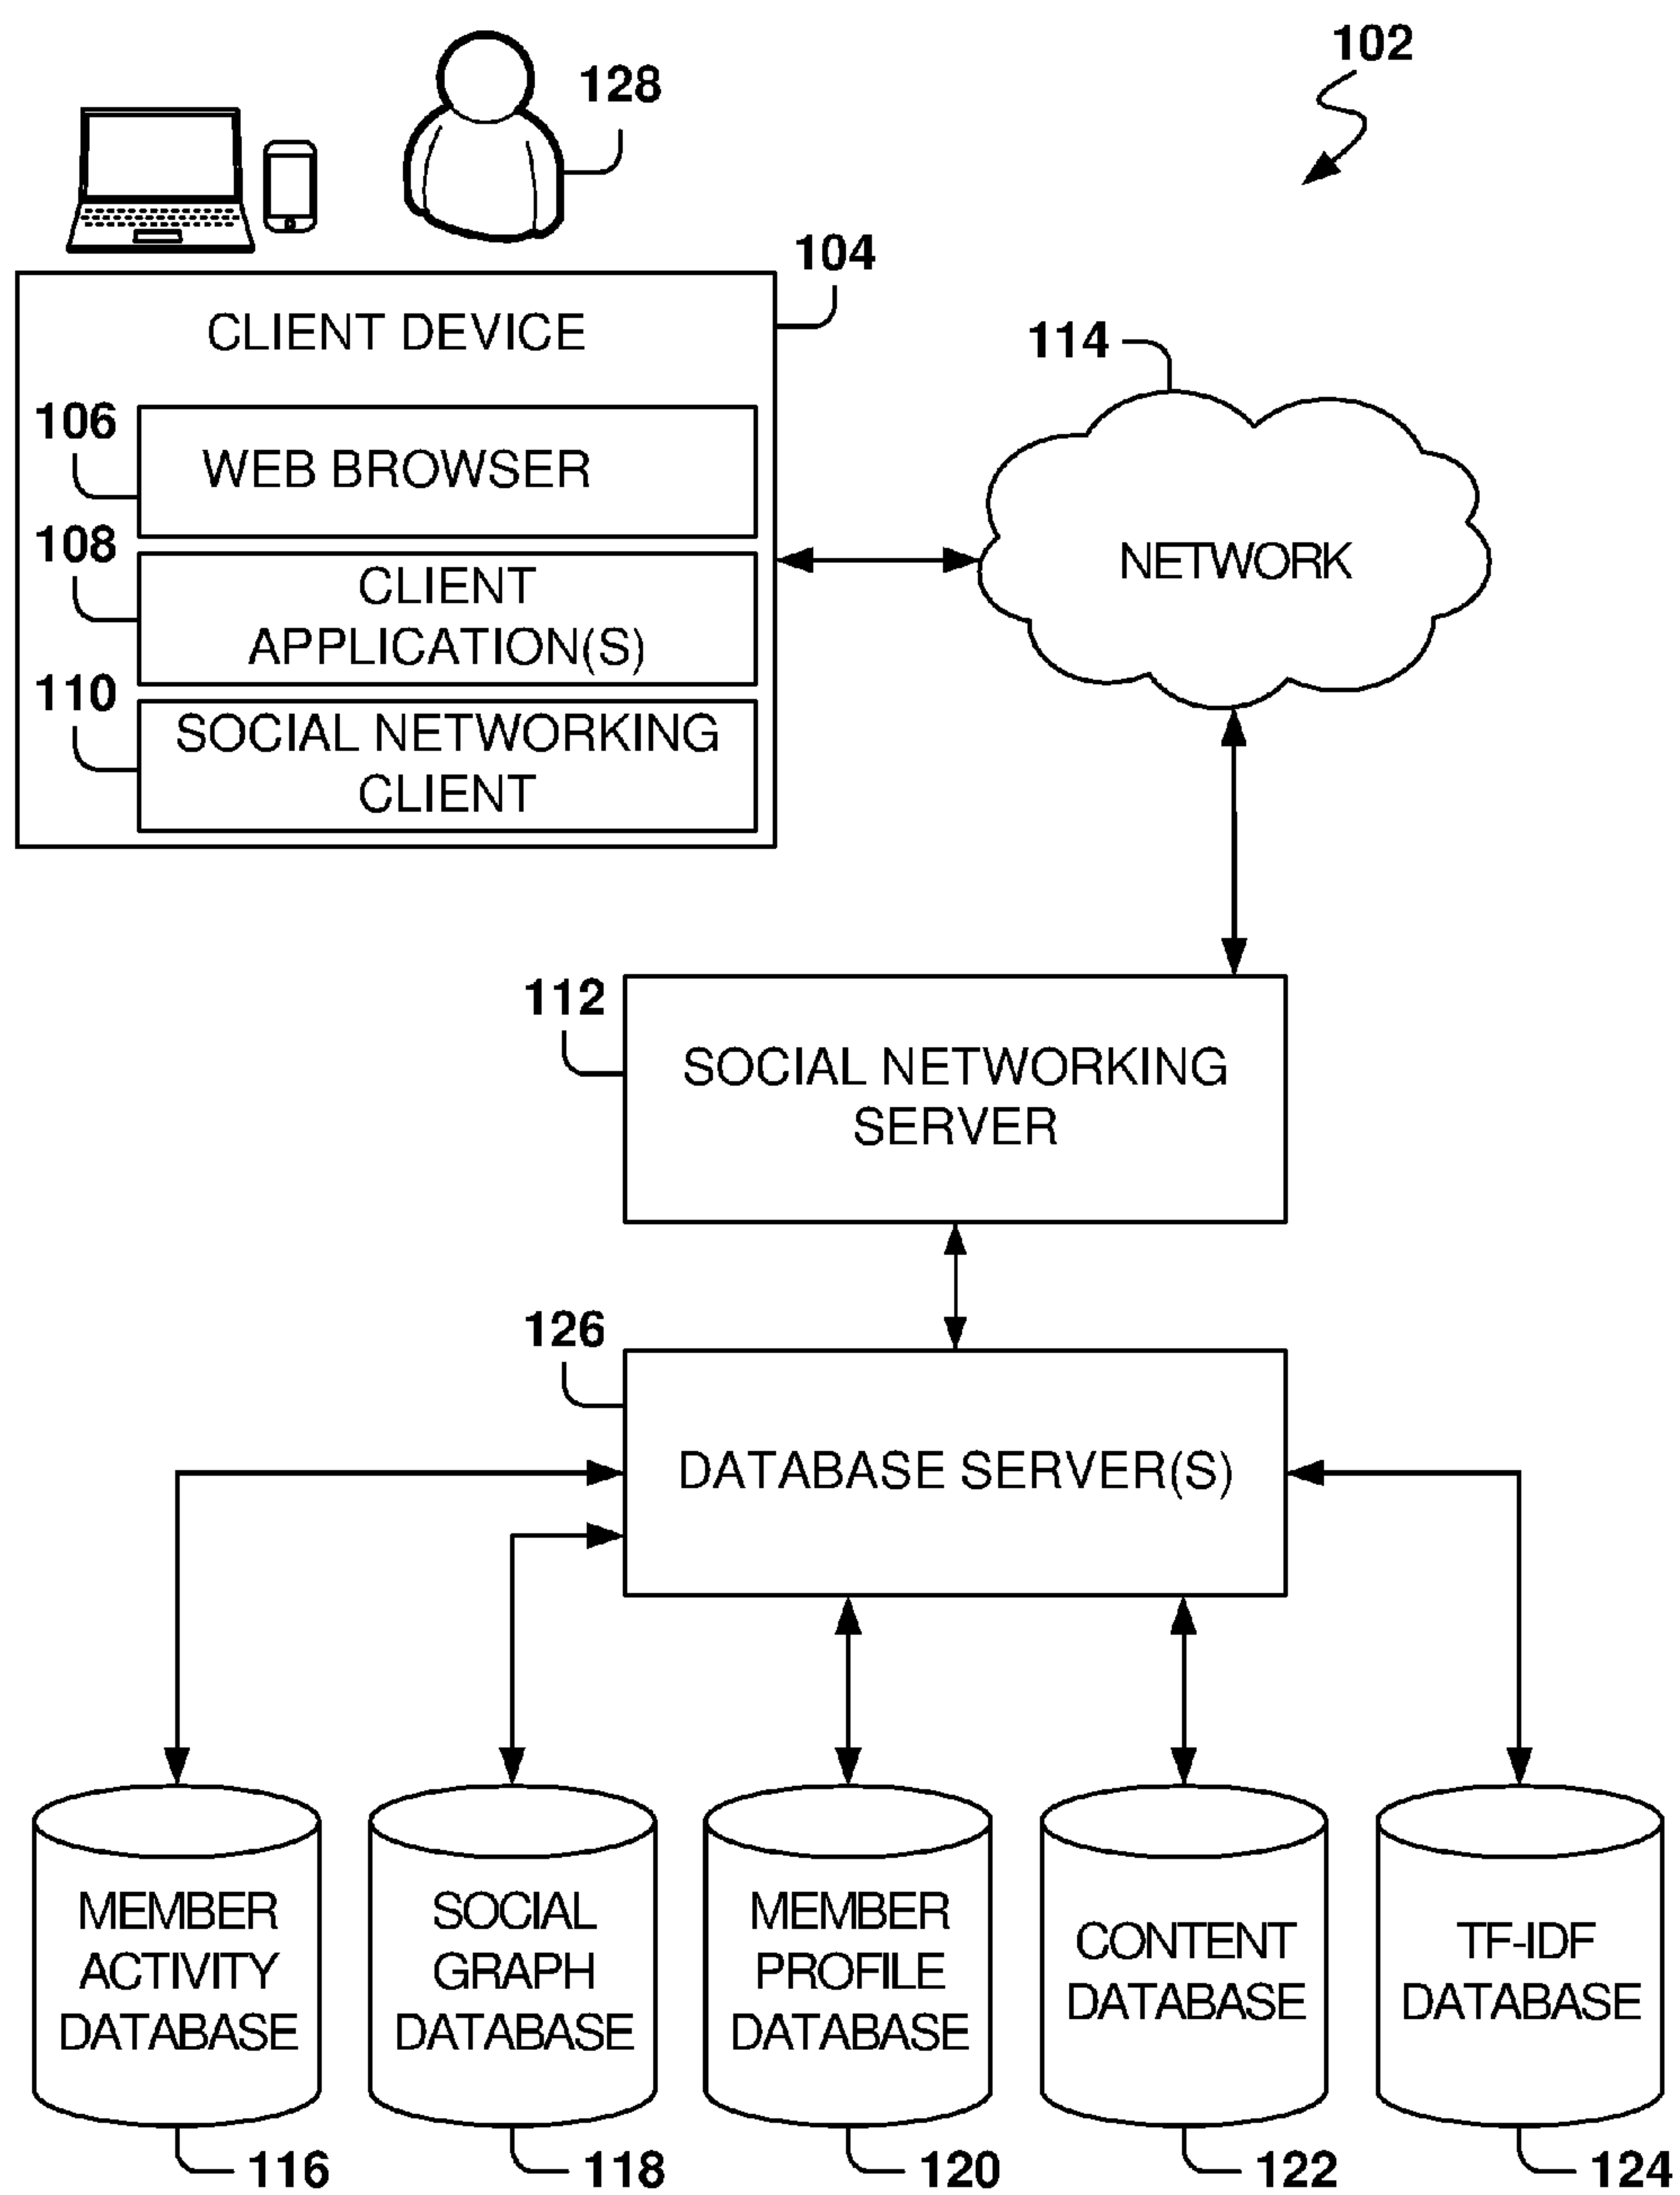 102
128
104
CLIENT DEVICE
114
106
WEB BROWSER
108
CLIENT
APPLICATION(S)
NETWORK
110
SOCIAL NETWORKING
CLIENT
112
SOCIAL NETWORKING
SERVER
126
DATABASE SERVER(S)
MEMBER
ACTIVITY
DATABASE
SOCIAL
GRAPH
DATABASE
MEMBER
PROFILE
DATABASE
CONTENT
DATABASE
TF-IDF
DATABASE
116
118
120
122
124